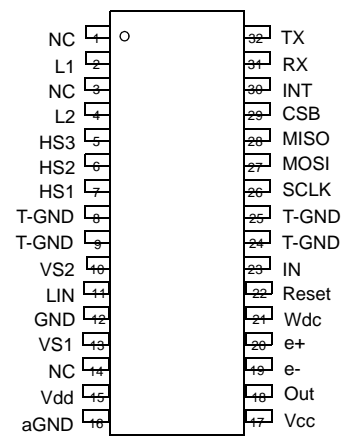 NC 1 32 TX
L1 2 31 RX
NC 3 30 INT
L2 4 29 CSB
HS3 5 28 MISO
HS2 6 27 MOSI
HS1 7 26 SCLK
T-GND 8 25 T-GND
T-GND 9 24 T-GND
VS2 10 23 IN
LIN 11 22 Reset
GND 12 21 Wdc
VS1 13 20 e+
NC 14 19 e-
Vdd 15 18 Out
aGND 16 17 Vcc